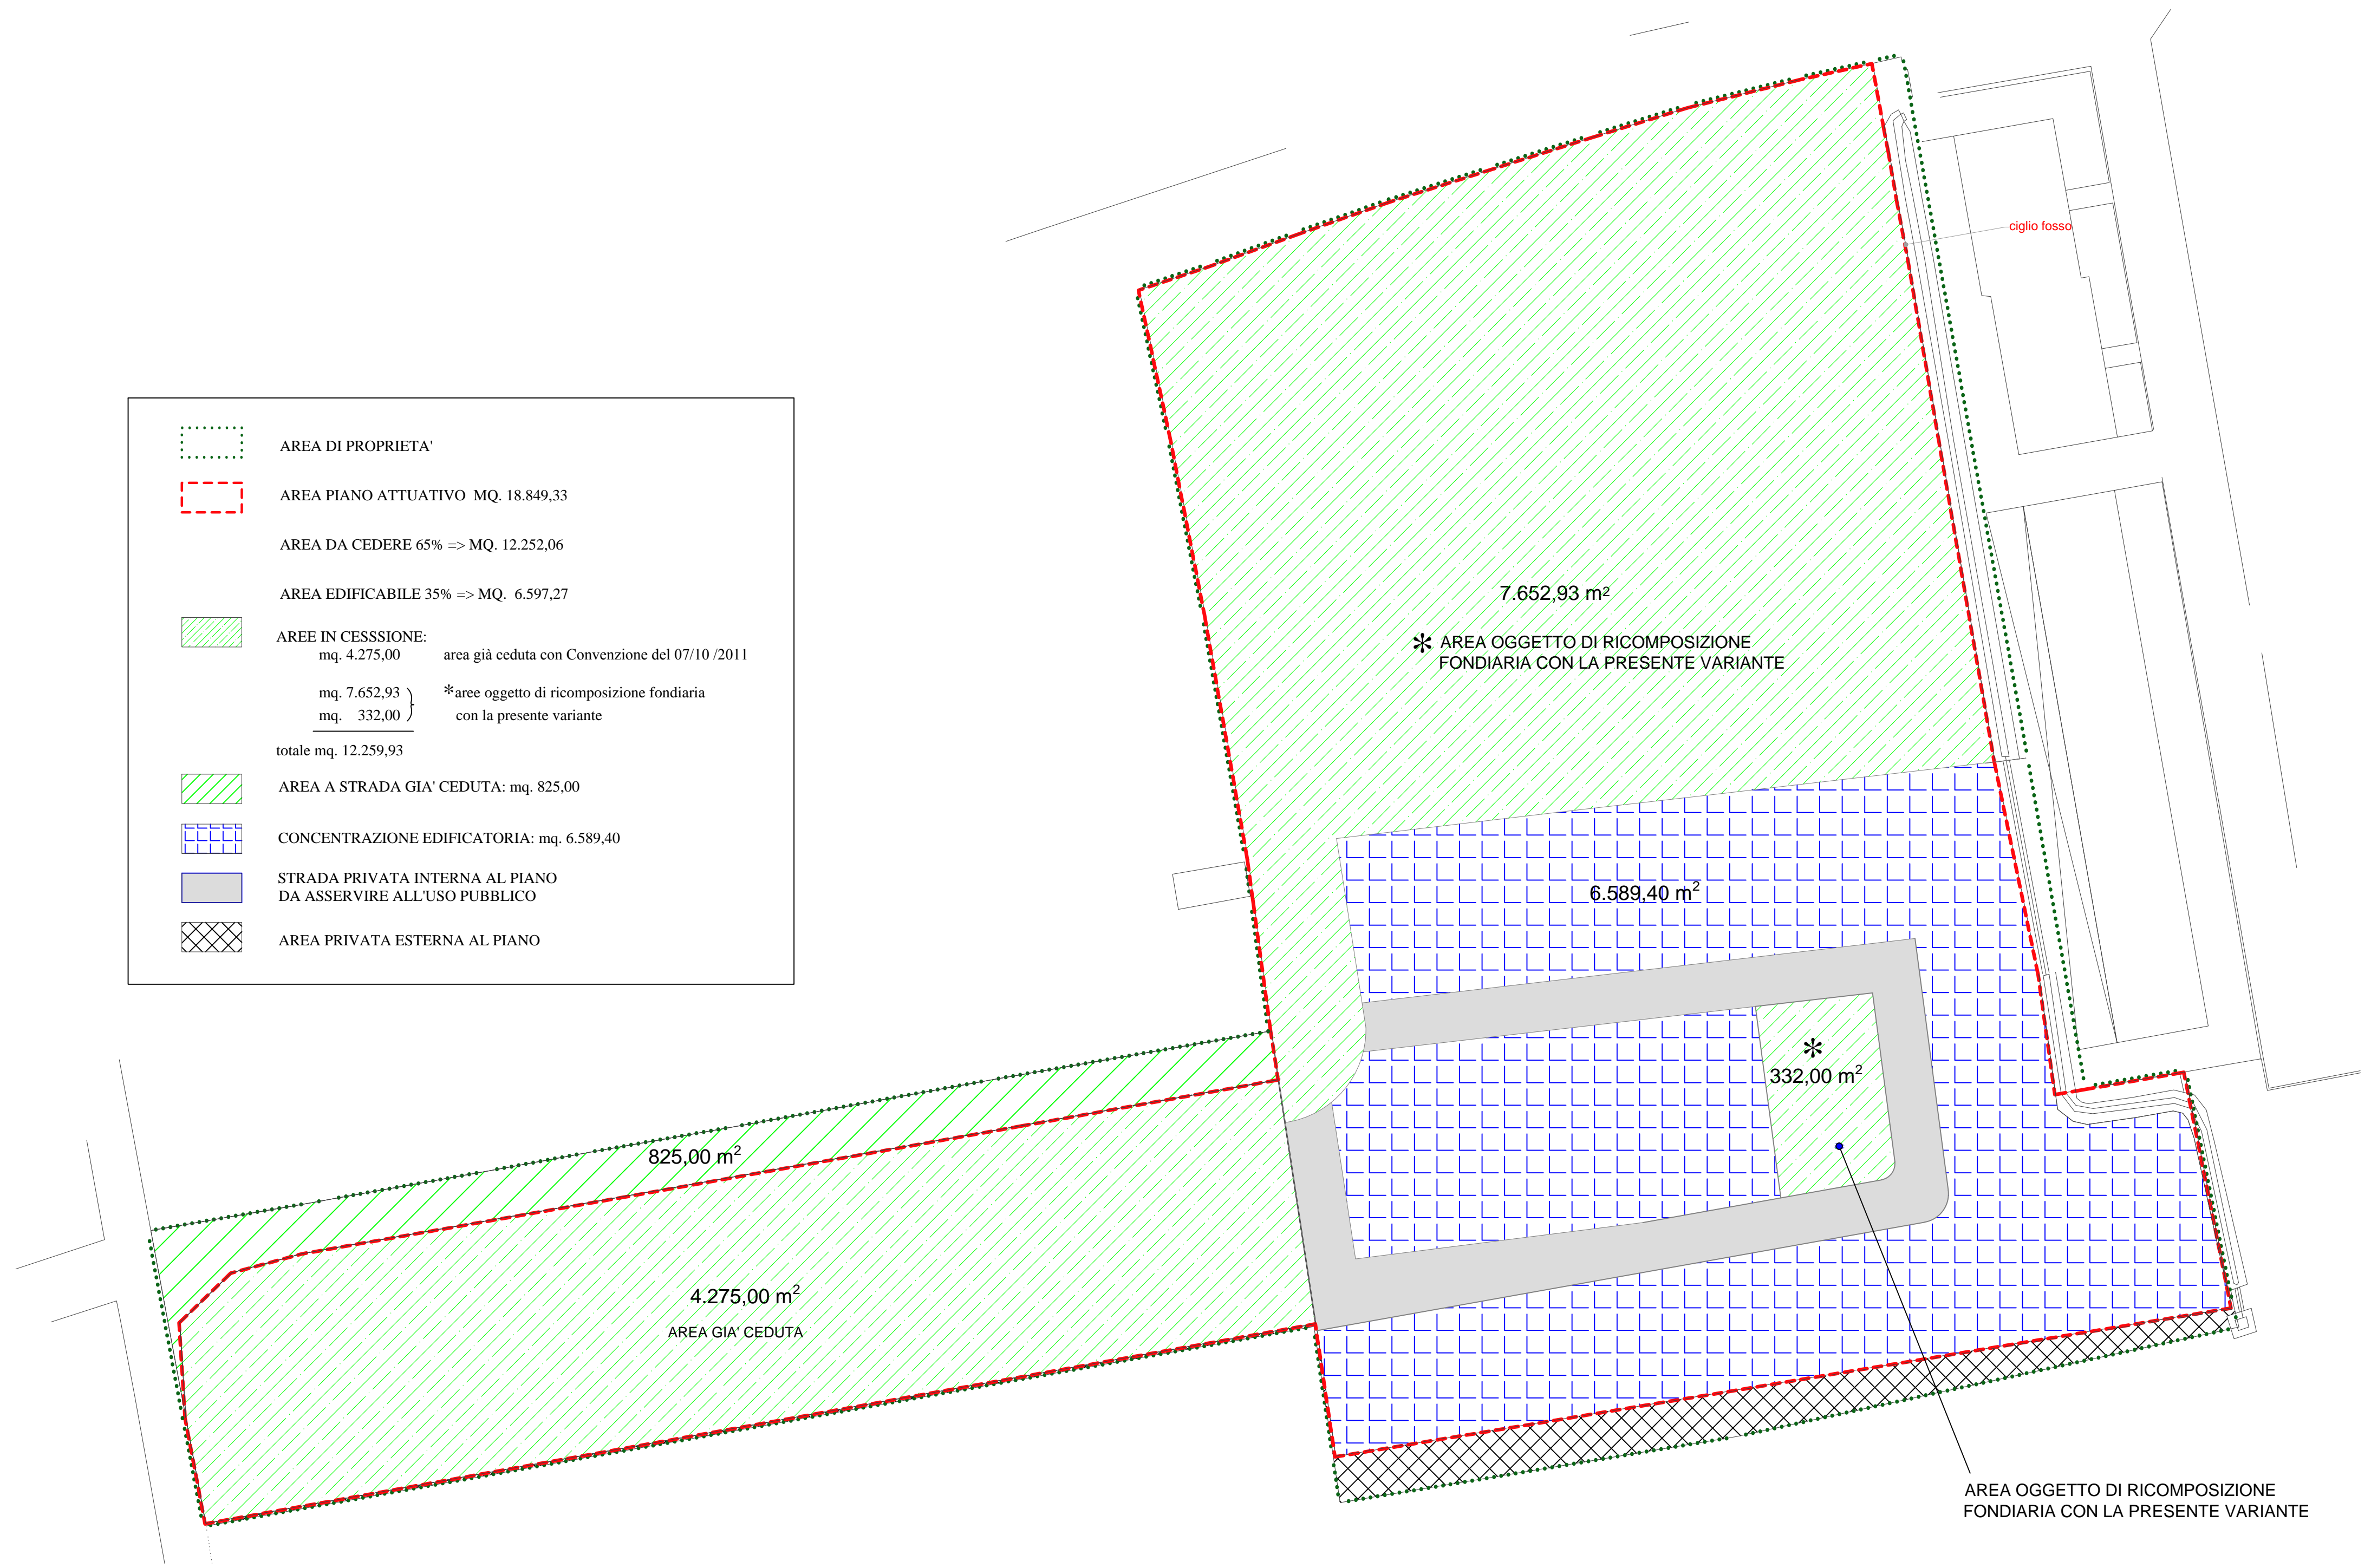 ciglio fosso
AREA DI PROPRIETA'
AREA PIANO ATTUATIVO MQ. 18.849,33
AREA DA CEDERE 65% => MQ. 12.252,06
AREA EDIFICABILE 35% => MQ. 6.597,27
AREE IN CESSSIONE:
mq. 4.275,00 area già ceduta con Convenzione del 07/10 /2011
mq. 7.652,93 *aree oggetto di ricomposizione fondiaria
mq. 332,00 con la presente variante
totale mq. 12.259,93
AREA A STRADA GIA' CEDUTA: mq. 825,00
CONCENTRAZIONE EDIFICATORIA: mq. 6.589,40
STRADA PRIVATA INTERNA AL PIANO
DA ASSERVIRE ALL'USO PUBBLICO
AREA PRIVATA ESTERNA AL PIANO
7.652,93 m²
* AREA OGGETTO DI RICOMPOSIZIONE
FONDIARIA CON LA PRESENTE VARIANTE
6.589,40 m²
*
332,00 m²
825,00 m²
4.275,00 m²
AREA GIA' CEDUTA
AREA OGGETTO DI RICOMPOSIZIONE
FONDIARIA CON LA PRESENTE VARIANTE